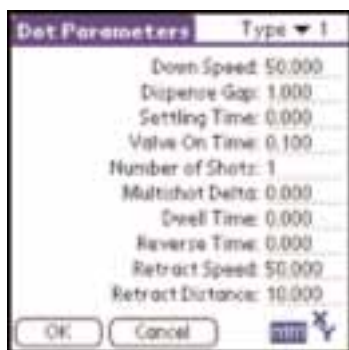 Dot Parameters Type ▼ 1
Down Speed: 50.000
Dispense Gap: 1.000
Settling Time: 0.000
Valve On Time: 0.100
Number of Shots: 1
Multishot Delta: 0.000
Dwell Time: 0.000
Reverse Time: 0.000
Retract Speed: 50.000
Retract Distance: 10.000
OK Cancel mm XY